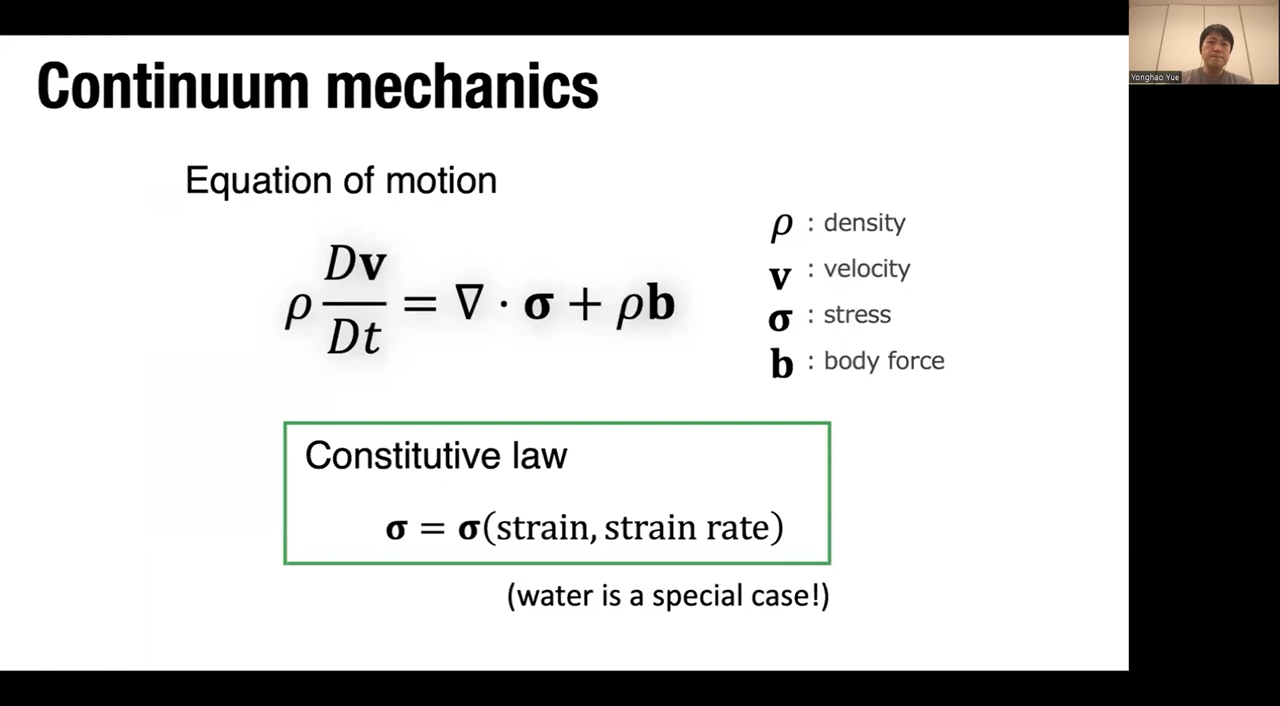 Continuum mechanics
Yonghao Yue
Equation of motion
ρ D𝐯/Dt = ∇ · 𝛔 + ρ𝐛
ρ : density
𝐯 : velocity
𝛔 : stress
𝐛 : body force
Constitutive law
𝛔 = 𝛔(strain, strain rate)
(water is a special case!)